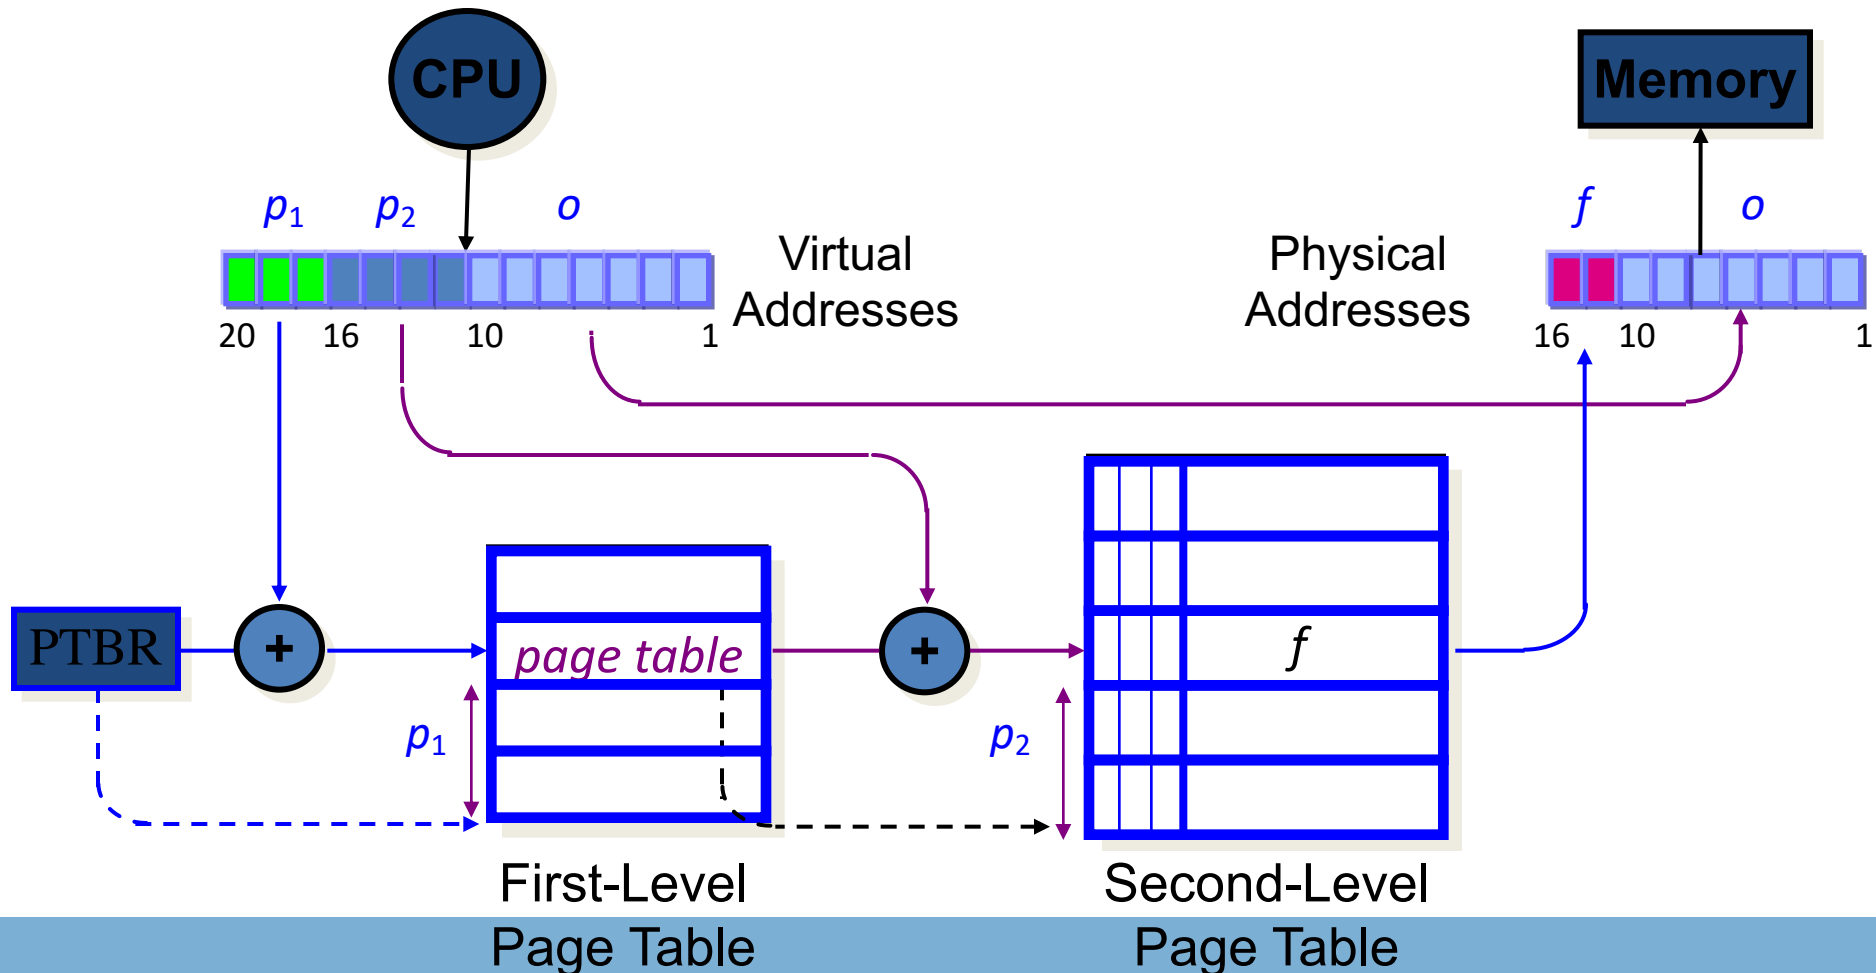 CPU
Memory
p1 p2 o
f o
Virtual
Addresses
Physical
Addresses
20 16 10 1
16 10 1
PTBR
+
page table
+
f
p1
p2
First-Level
Page Table
Second-Level
Page Table